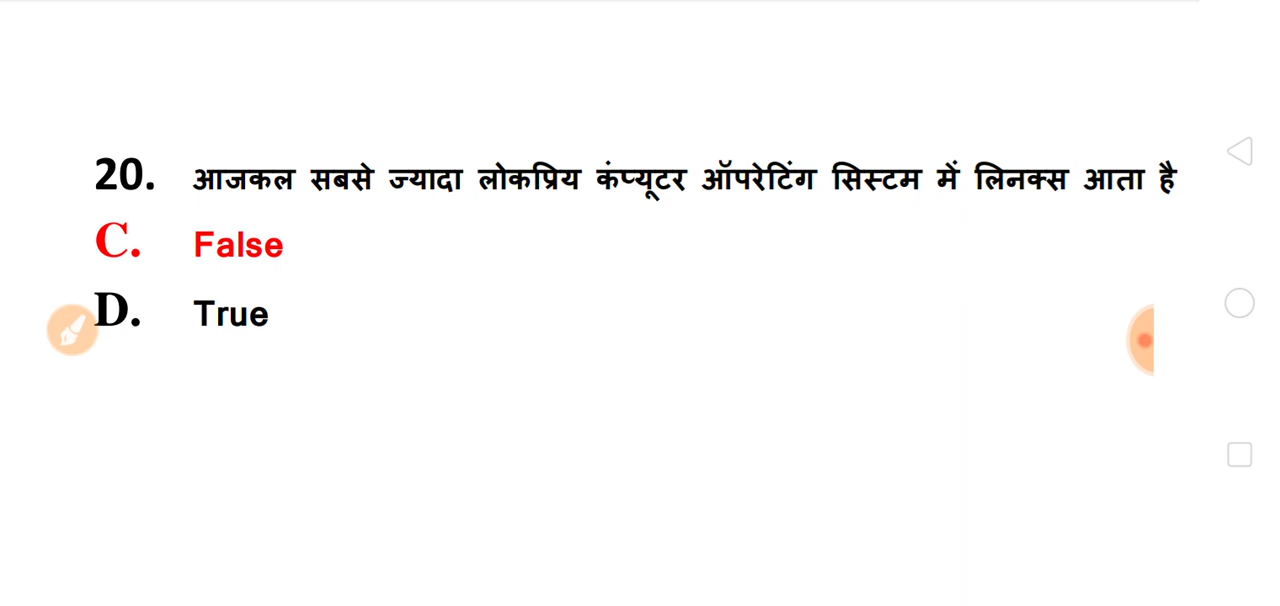 20. आजकल सबसे ज्यादा लोकप्रिय कंप्यूटर ऑपरेटिंग सिस्टम में लिनक्स आता है
C. False
D. True